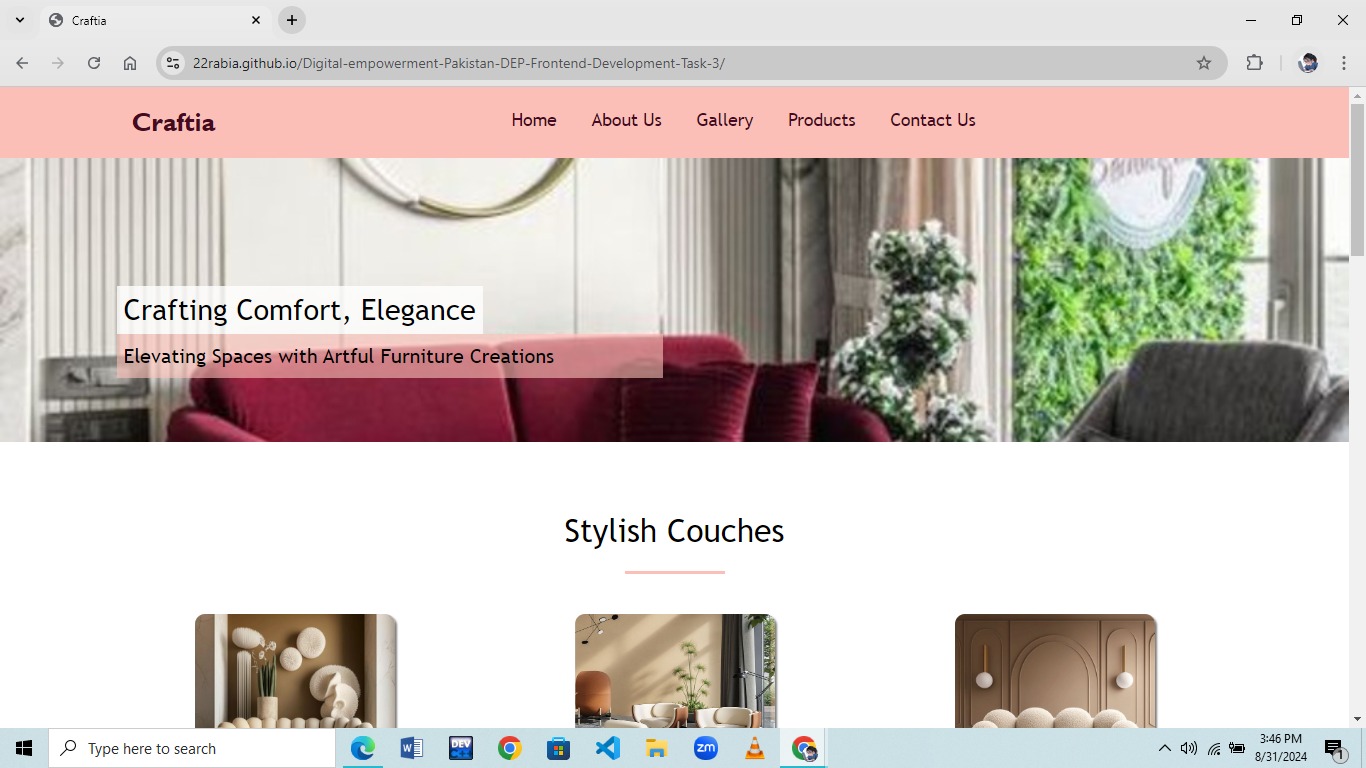 Craftia
22rabia.github.io/Digital-empowerment-Pakistan-DEP-Frontend-Development-Task-3/
Craftia
Home About Us Gallery Products Contact Us
Crafting Comfort, Elegance
Elevating Spaces with Artful Furniture Creations
Stylish Couches
Type here to search
W
DEV
zm
3:46 PM
8/31/2024
1